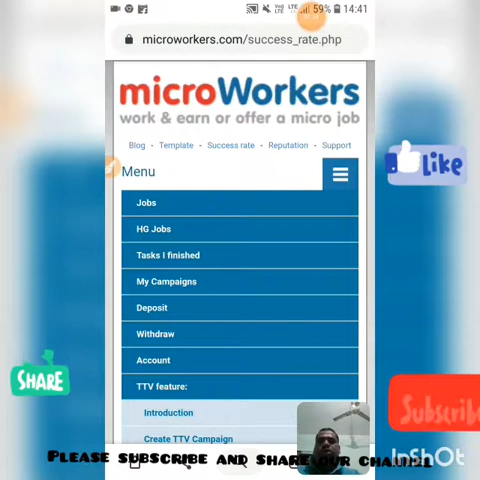 59% 14:41
microworkers.com/success_rate.php
microWorkers
work & earn or offer a micro job
Blog - Template - Success rate - Reputation - Support
Menu
Jobs
HG Jobs
Tasks I finished
My Campaigns
Deposit
Withdraw
Account
TTV feature:
Introduction
Create TTV Campaign
Like
SHARE
Subscribe
InShOt
PLEASE SUBSCRIBE AND SHARE OUR CHANNEL